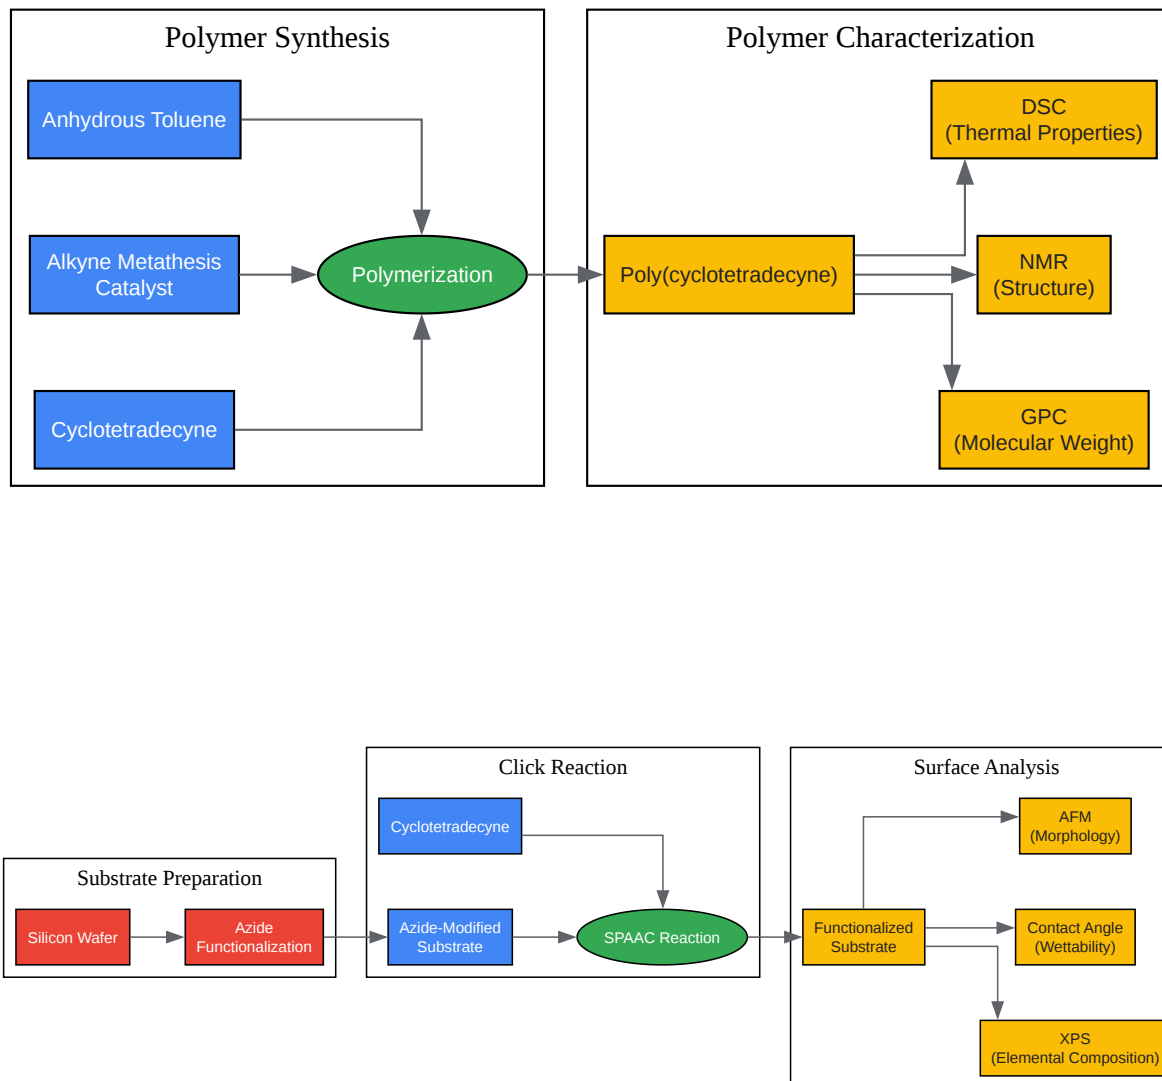 Polymer Synthesis
Anhydrous Toluene
Alkyne Metathesis
Catalyst
Cyclotetradecyne
Polymerization
Polymer Characterization
Poly(cyclotetradecyne)
DSC
(Thermal Properties)
NMR
(Structure)
GPC
(Molecular Weight)
Substrate Preparation
Silicon Wafer
Azide
Functionalization
Click Reaction
Cyclotetradecyne
Azide-Modified
Substrate
SPAAC Reaction
Surface Analysis
Functionalized
Substrate
AFM
(Morphology)
Contact Angle
(Wettability)
XPS
(Elemental Composition)